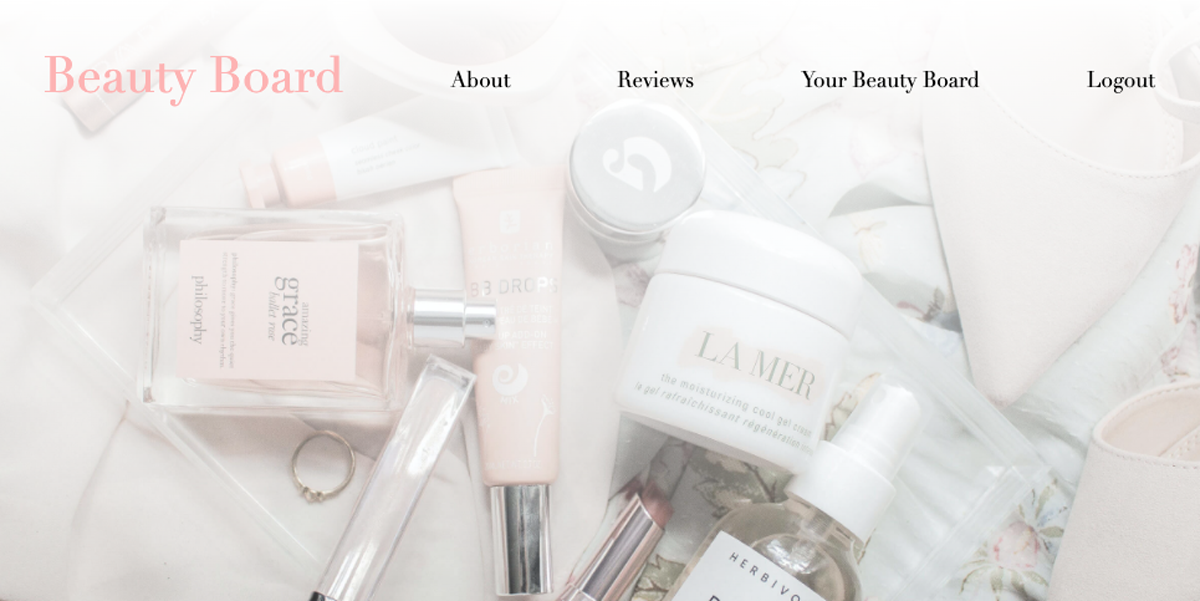 Beauty Board
About
Reviews
Your Beauty Board
Logout
BB DROPS
amazing
grace
ballet rose
philosophy
LA MER
the moisturizing cool gel cream
le gel rafraîchissant régénération
HERBIVO